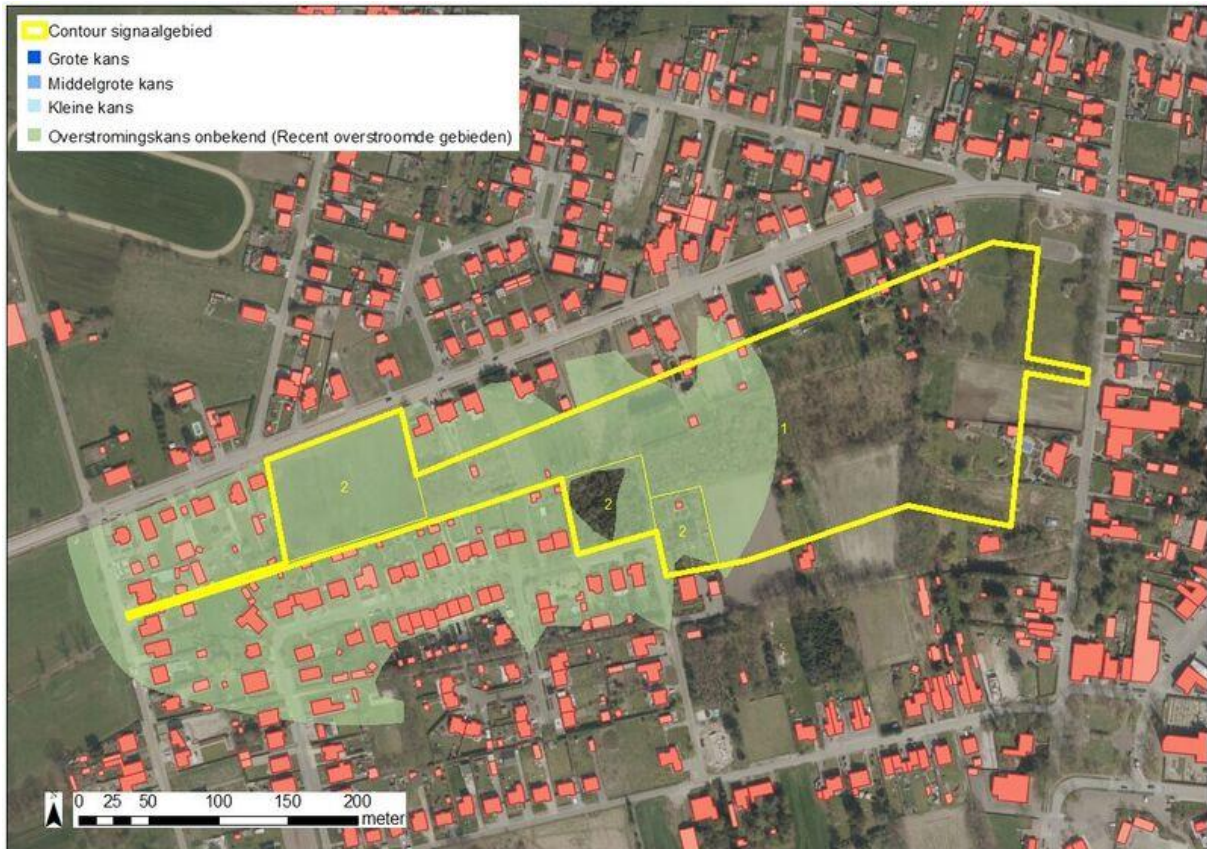 Contour signaalgebied
Grote kans
Middelgrote kans
Kleine kans
Overstromingskans onbekend (Recent overstroomde gebieden)
1
2
2
2
N
0 25 50 100 150 200
meter